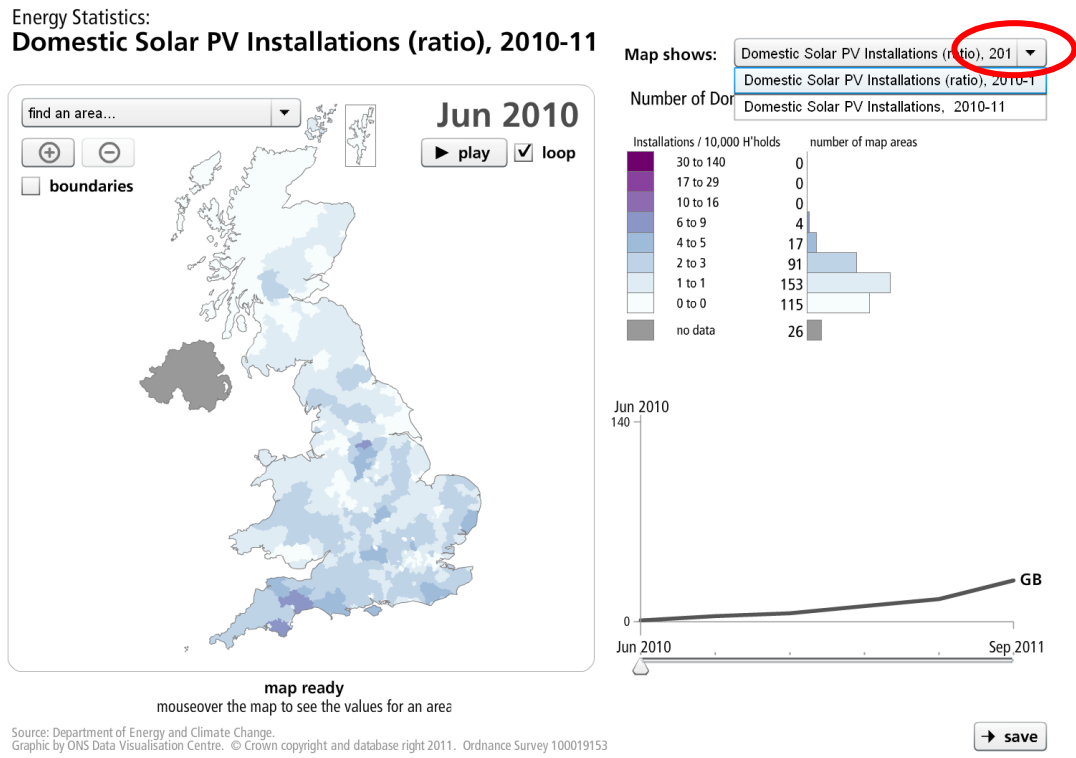 Energy Statistics:
Domestic Solar PV Installations (ratio), 2010-11
Map shows:
Domestic Solar PV Installations (ratio), 201
Domestic Solar PV Installations (ratio), 2010-1
Domestic Solar PV Installations, 2010-11
Number of Dor
find an area...
Jun 2010
play
loop
boundaries
Installations / 10,000 H'holds number of map areas
30 to 140 0
17 to 29 0
10 to 16 0
6 to 9 4
4 to 5 17
2 to 3 91
1 to 1 153
0 to 0 115
no data 26
Jun 2010
140
GB
0
Jun 2010 Sep 2011
map ready
mouseover the map to see the values for an area
Source: Department of Energy and Climate Change.
Graphic by ONS Data Visualisation Centre. © Crown copyright and database right 2011. Ordnance Survey 100019153
save